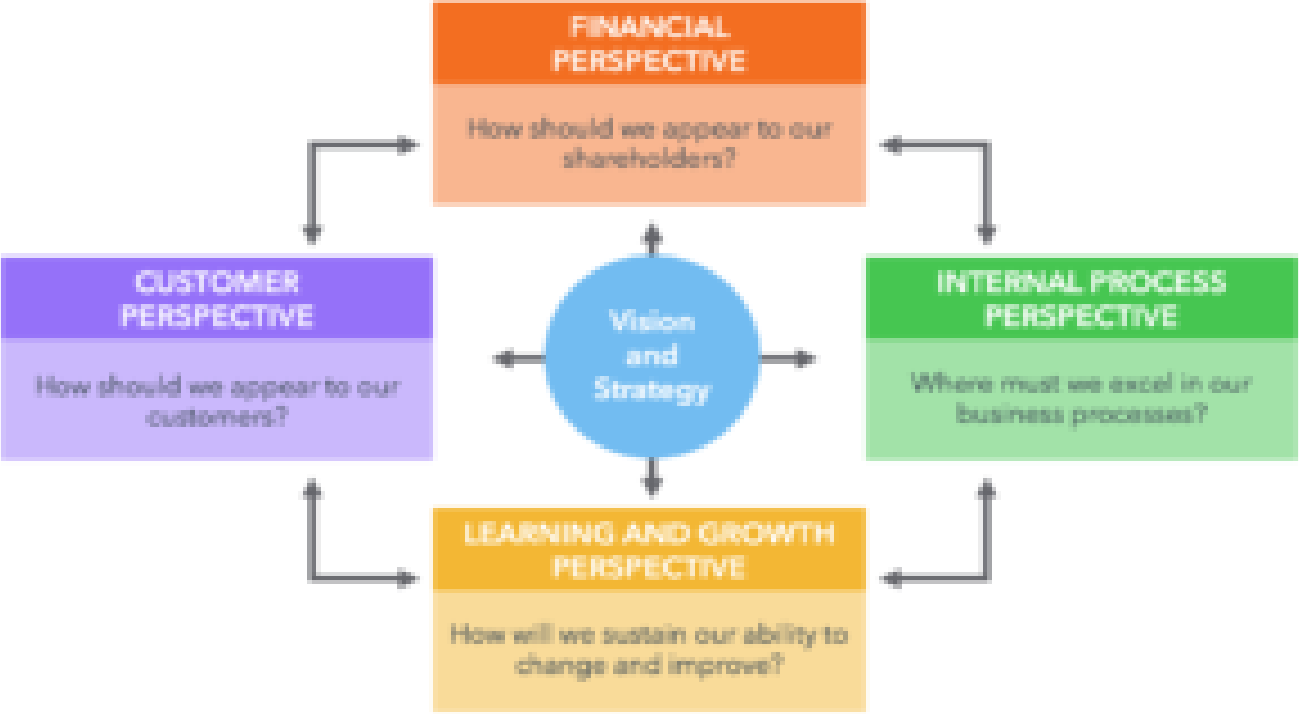 FINANCIAL
PERSPECTIVE
How should we appear to our
shareholders?
CUSTOMER
PERSPECTIVE
How should we appear to our
customers?
Vision
and
Strategy
INTERNAL PROCESS
PERSPECTIVE
Where must we excel in our
business processes?
LEARNING AND GROWTH
PERSPECTIVE
How will we sustain our ability to
change and improve?